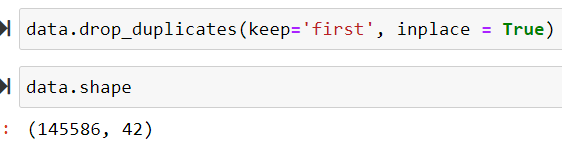 data.drop_duplicates(keep='first', inplace = True)
data.shape
: (145586, 42)